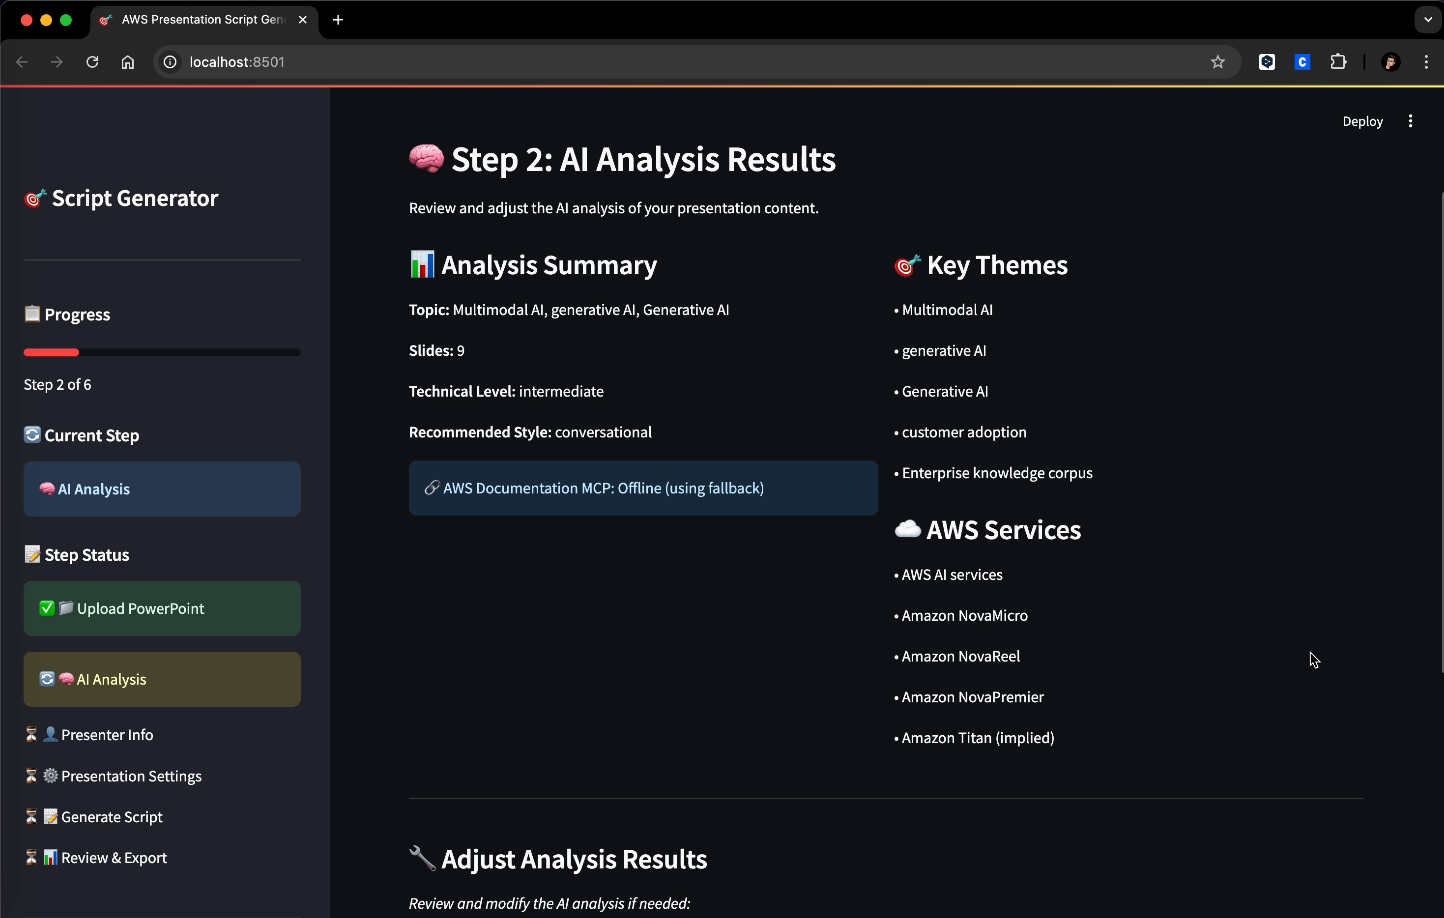 AWS Presentation Script Gen
localhost:8501
Deploy
Script Generator
Progress
Step 2 of 6
Current Step
AI Analysis
Step Status
Upload PowerPoint
AI Analysis
Presenter Info
Presentation Settings
Generate Script
Review & Export
Step 2: AI Analysis Results
Review and adjust the AI analysis of your presentation content.
Analysis Summary
Topic: Multimodal AI, generative AI, Generative AI
Slides: 9
Technical Level: intermediate
Recommended Style: conversational
AWS Documentation MCP: Offline (using fallback)
Key Themes
• Multimodal AI
• generative AI
• Generative AI
• customer adoption
• Enterprise knowledge corpus
AWS Services
• AWS AI services
• Amazon NovaMicro
• Amazon NovaReel
• Amazon NovaPremier
• Amazon Titan (implied)
Adjust Analysis Results
Review and modify the AI analysis if needed: